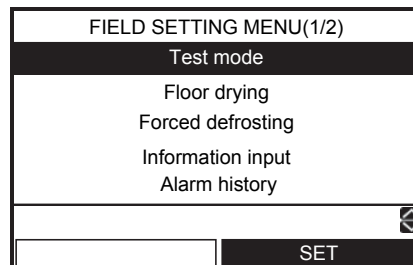 FIELD SETTING MENU(1/2)
Test mode
Floor drying
Forced defrosting
Information input
Alarm history
SET